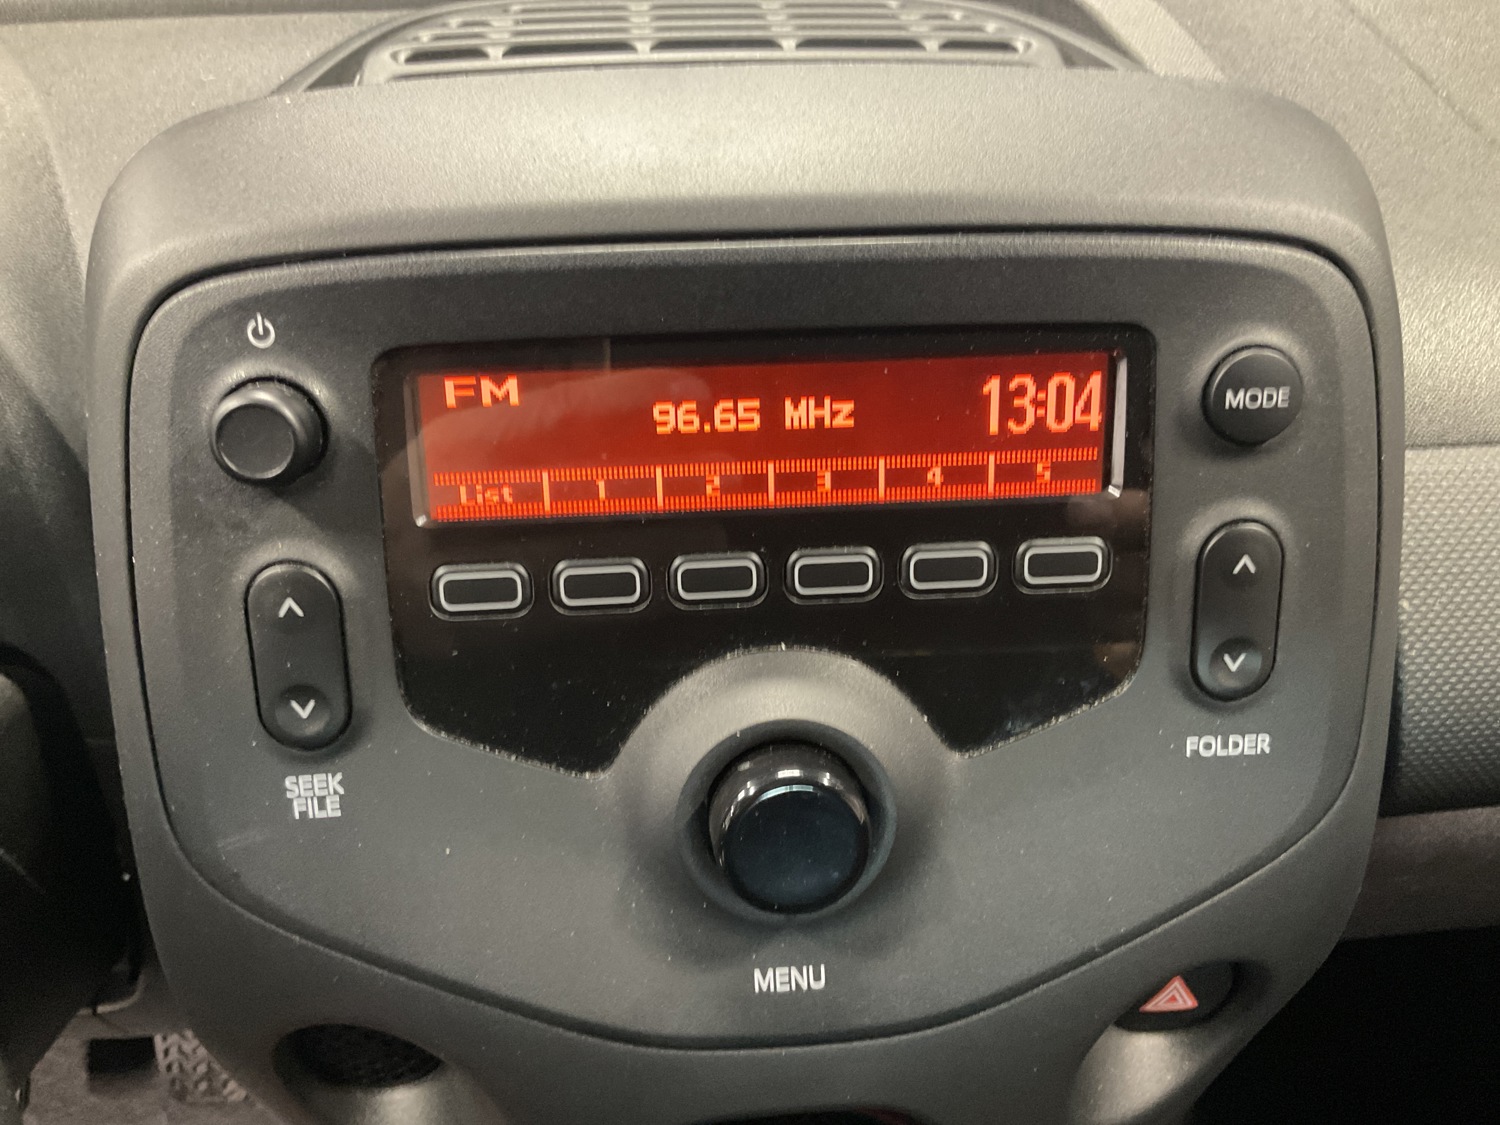 FM
96.65 MHz
13:04
List 1 2 3 4 5
MODE
SEEK
FILE
FOLDER
MENU